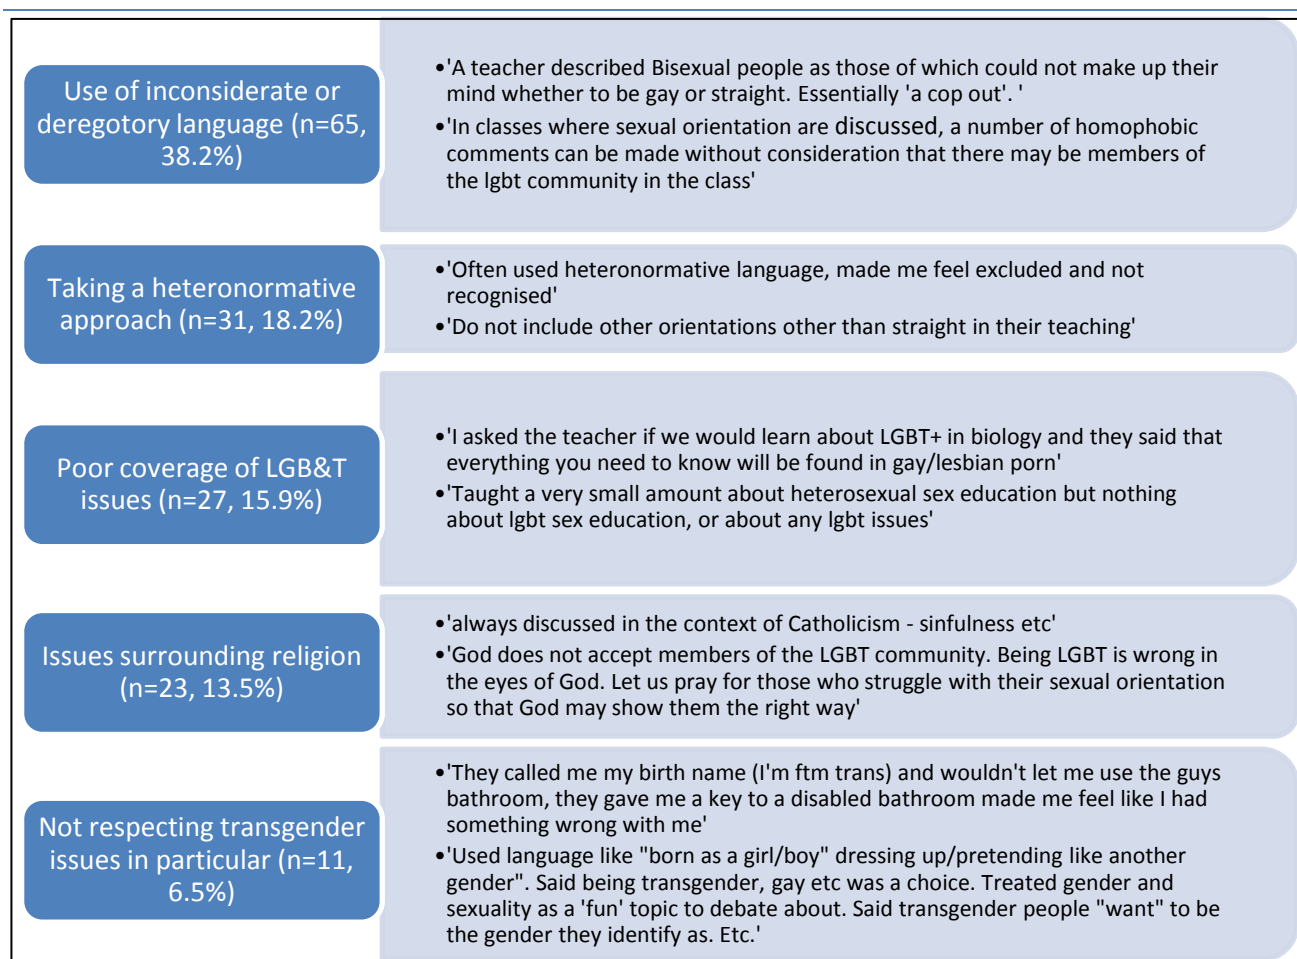 Use of inconsiderate or
deregotory language (n=65,
38.2%)
•'A teacher described Bisexual people as those of which could not make up their
mind whether to be gay or straight. Essentially 'a cop out'. '
•'In classes where sexual orientation are discussed, a number of homophobic
comments can be made without consideration that there may be members of
the lgbt community in the class'
Taking a heteronormative
approach (n=31, 18.2%)
•'Often used heteronormative language, made me feel excluded and not
recognised'
•'Do not include other orientations other than straight in their teaching'
Poor coverage of LGB&T
issues (n=27, 15.9%)
•'I asked the teacher if we would learn about LGBT+ in biology and they said that
everything you need to know will be found in gay/lesbian porn'
•'Taught a very small amount about heterosexual sex education but nothing
about lgbt sex education, or about any lgbt issues'
Issues surrounding religion
(n=23, 13.5%)
•'always discussed in the context of Catholicism - sinfulness etc'
•'God does not accept members of the LGBT community. Being LGBT is wrong in
the eyes of God. Let us pray for those who struggle with their sexual orientation
so that God may show them the right way'
Not respecting transgender
issues in particular (n=11,
6.5%)
•'They called me my birth name (I'm ftm trans) and wouldn't let me use the guys
bathroom, they gave me a key to a disabled bathroom made me feel like I had
something wrong with me'
•'Used language like "born as a girl/boy" dressing up/pretending like another
gender". Said being transgender, gay etc was a choice. Treated gender and
sexuality as a 'fun' topic to debate about. Said transgender people "want" to be
the gender they identify as. Etc.'